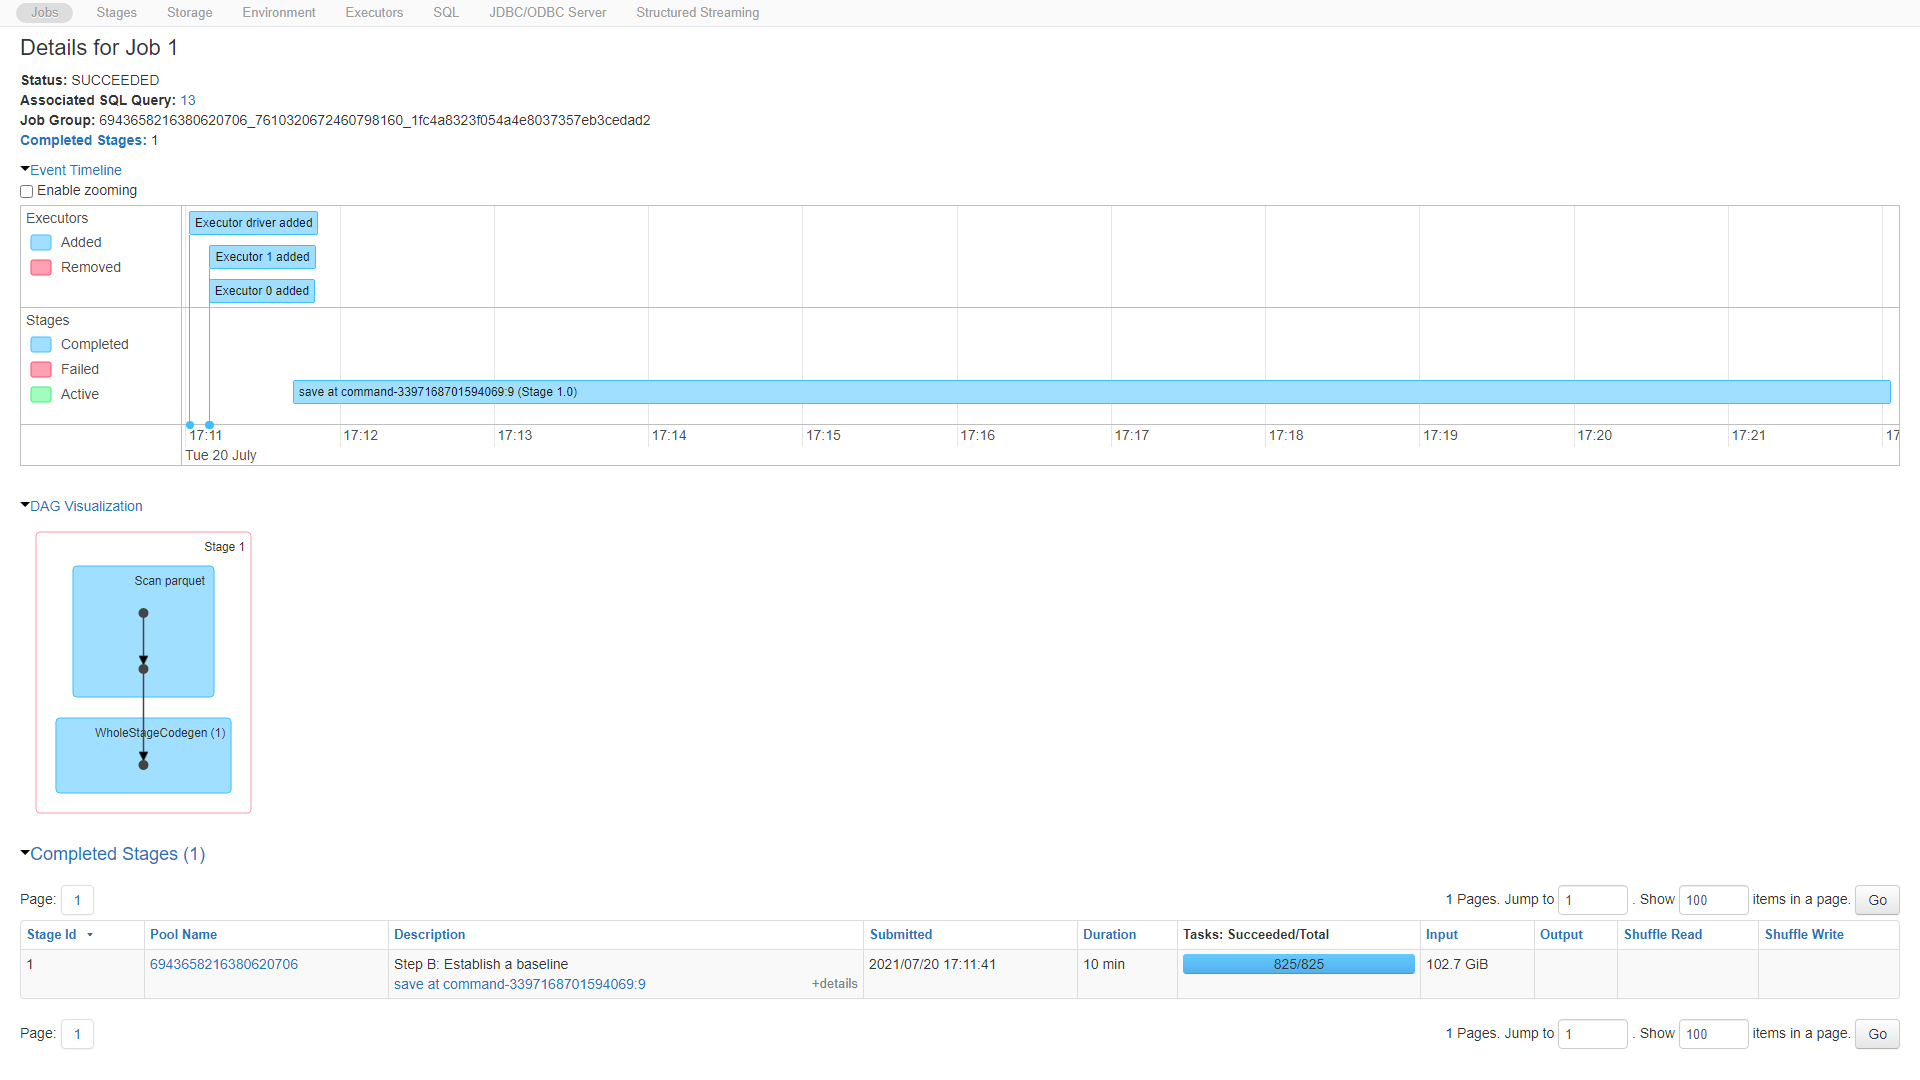 Jobs Stages Storage Environment Executors SQL JDBC/ODBC Server Structured Streaming
Details for Job 1
Status: SUCCEEDED
Associated SQL Query: 13
Job Group: 6943658216380620706_7610320672460798160_1fc4a8323f054a4e8037357eb3cedad2
Completed Stages: 1
Event Timeline
Enable zooming
Executors
Added
Removed
Executor driver added
Executor 1 added
Executor 0 added
Stages
Completed
Failed
Active
save at command-3397168701594069:9 (Stage 1.0)
17:11 17:12 17:13 17:14 17:15 17:16 17:17 17:18 17:19 17:20 17:21 17
Tue 20 July
DAG Visualization
Stage 1
Scan parquet
WholeStageCodegen (1)
Completed Stages (1)
Page: 1 1 Pages. Jump to 1 . Show 100 items in a page. Go
Stage Id Pool Name Description Submitted Duration Tasks: Succeeded/Total Input Output Shuffle Read Shuffle Write
1 6943658216380620706 Step B: Establish a baseline 2021/07/20 17:11:41 10 min 825/825 102.7 GiB
save at command-3397168701594069:9 +details
Page: 1 1 Pages. Jump to 1 . Show 100 items in a page. Go